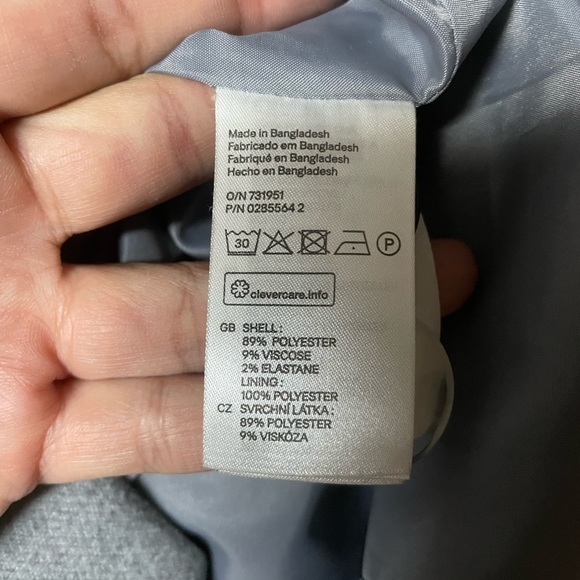 Made in Bangladesh
Fabricado em Bangladesh
Fabriqué en Bangladesh
Hecho en Bangladesh
O/N 731951
P/N 0285564 2
30 P
clevercare.info
GB SHELL:
89% POLYESTER
9% VISCOSE
2% ELASTANE
LINING:
100% POLYESTER
CZ SVRCHNÍ LÁTKA:
89% POLYESTER
9% VISKÓZA